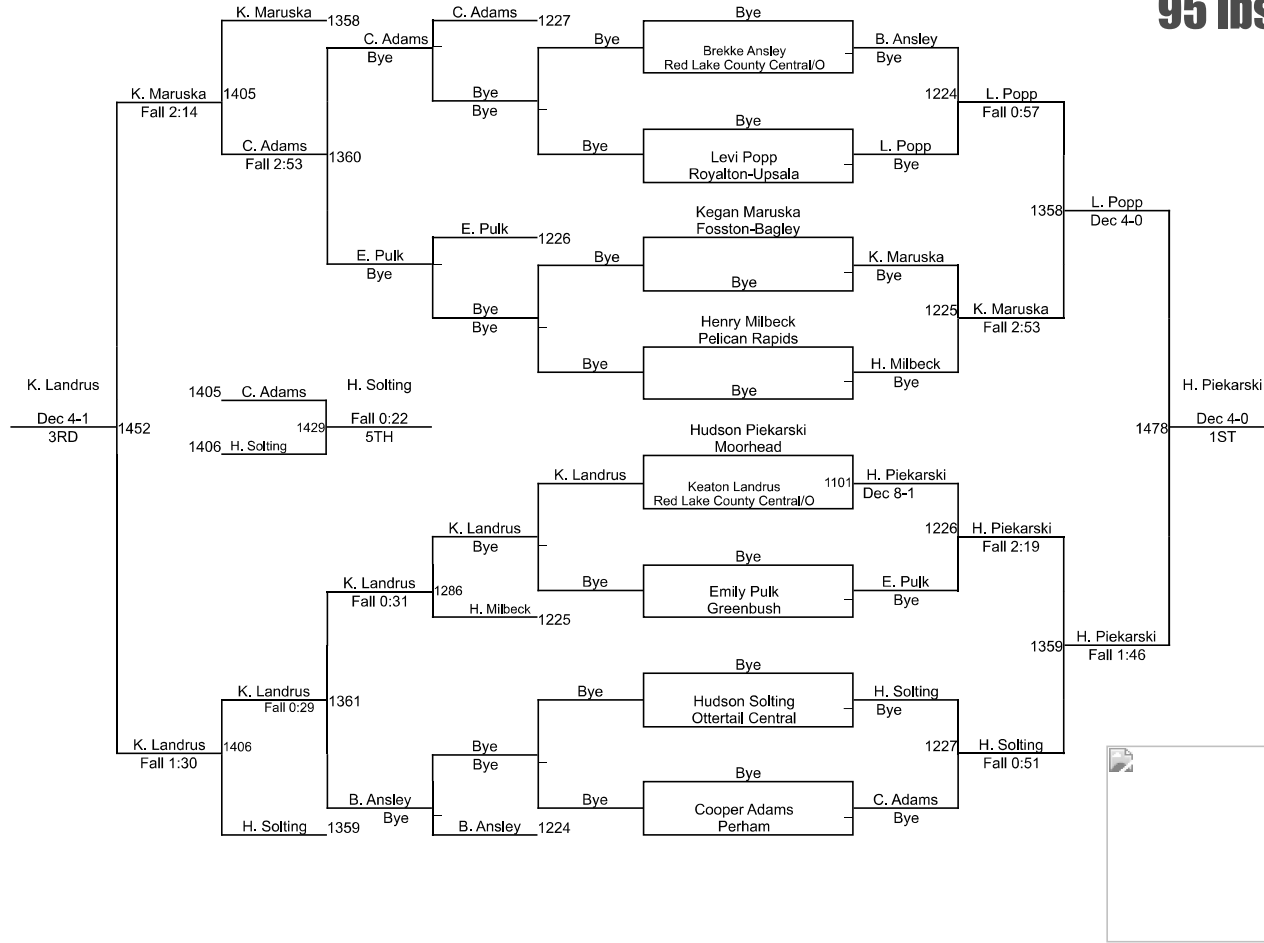 95 lbs
K. Maruska
1358
C. Adams
1227
Bye
C. Adams
Bye
Bye
Brekke Ansley
Red Lake County Central/O
B. Ansley
Bye
K. Maruska
Fall 2:14
1405
Bye
Bye
1224
L. Popp
Fall 0:57
Bye
C. Adams
Fall 2:53
1360
Bye
Levi Popp
Royalton-Upsala
L. Popp
Bye
1358
L. Popp
Dec 4-0
Kegan Maruska
Fosston-Bagley
E. Pulk
1226
E. Pulk
Bye
Bye
Bye
K. Maruska
Bye
Bye
Bye
1225
K. Maruska
Fall 2:53
Henry Milbeck
Pelican Rapids
Bye
Bye
H. Milbeck
Bye
K. Landrus
Dec 4-1
3RD
1452
1405
C. Adams
1406
H. Solting
1429
H. Solting
Fall 0:22
5TH
1478
H. Piekarski
Dec 4-0
1ST
Hudson Piekarski
Moorhead
K. Landrus
Keaton Landrus
Red Lake County Central/O
1101
H. Piekarski
Dec 8-1
K. Landrus
Bye
1226
H. Piekarski
Fall 2:19
Bye
K. Landrus
Fall 0:31
1286
Bye
Emily Pulk
Greenbush
E. Pulk
Bye
H. Milbeck
1225
1359
H. Piekarski
Fall 1:46
Bye
K. Landrus
Fall 0:29
1361
Bye
Hudson Solting
Ottertail Central
H. Solting
Bye
K. Landrus
Fall 1:30
1406
Bye
Bye
1227
H. Solting
Fall 0:51
Bye
B. Ansley
Bye
Bye
Cooper Adams
Perham
C. Adams
Bye
H. Solting
1359
B. Ansley
1224